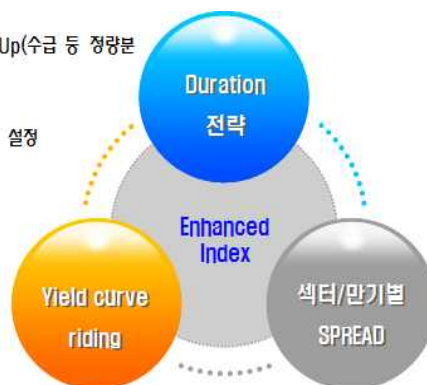 Up(수급 등 정량분
Duration
전략
설정
Enhanced
Index
Yield curve
riding
섹터/만기별
SPREAD